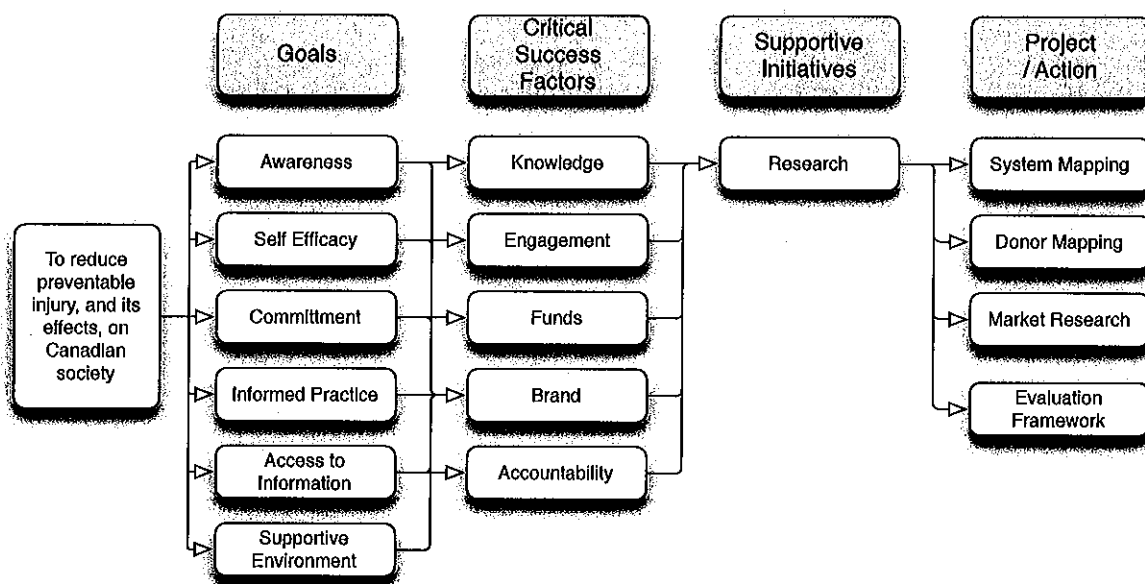 Goals
Critical
Success
Factors
Supportive
Initiatives
Project
/ Action
To reduce
preventable
injury, and its
effects, on
Canadian
society
Awareness
Self Efficacy
Committment
Informed Practice
Access to
Information
Supportive
Environment
Knowledge
Engagement
Funds
Brand
Accountability
Research
System Mapping
Donor Mapping
Market Research
Evaluation
Framework